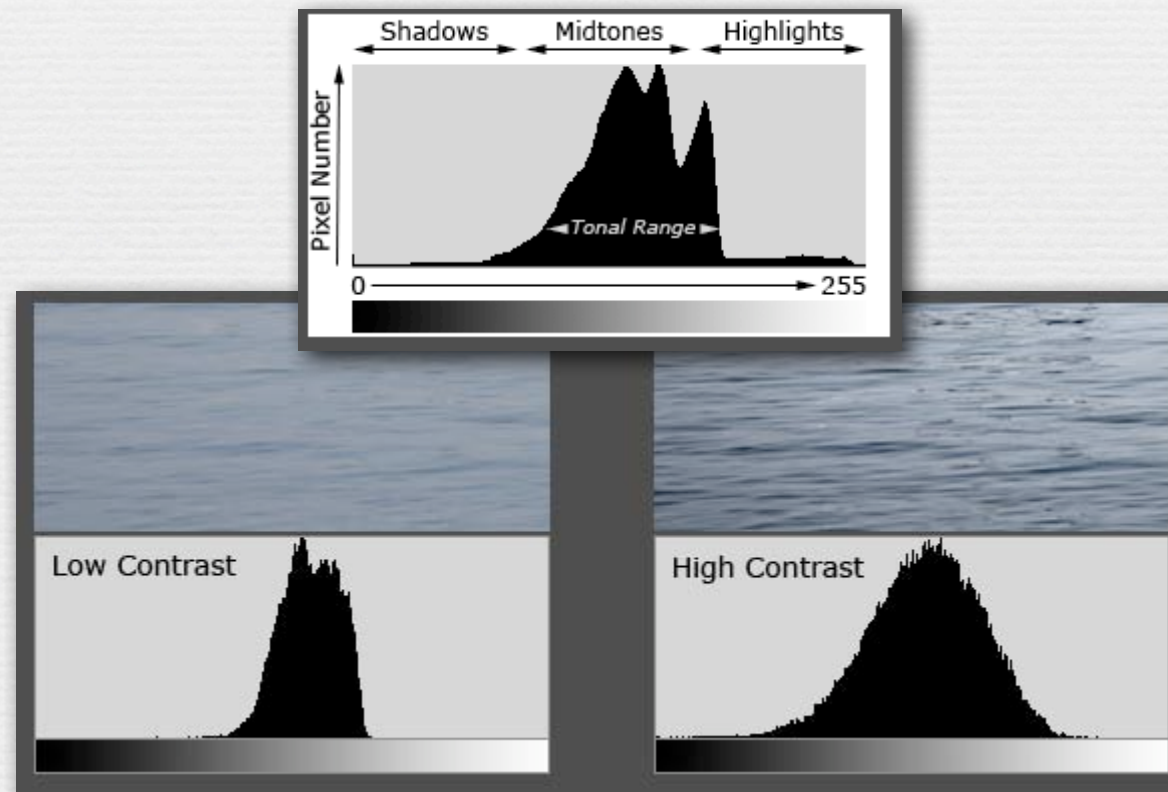 Shadows Midtones Highlights
Pixel Number
Tonal Range
0 255
Low Contrast
High Contrast